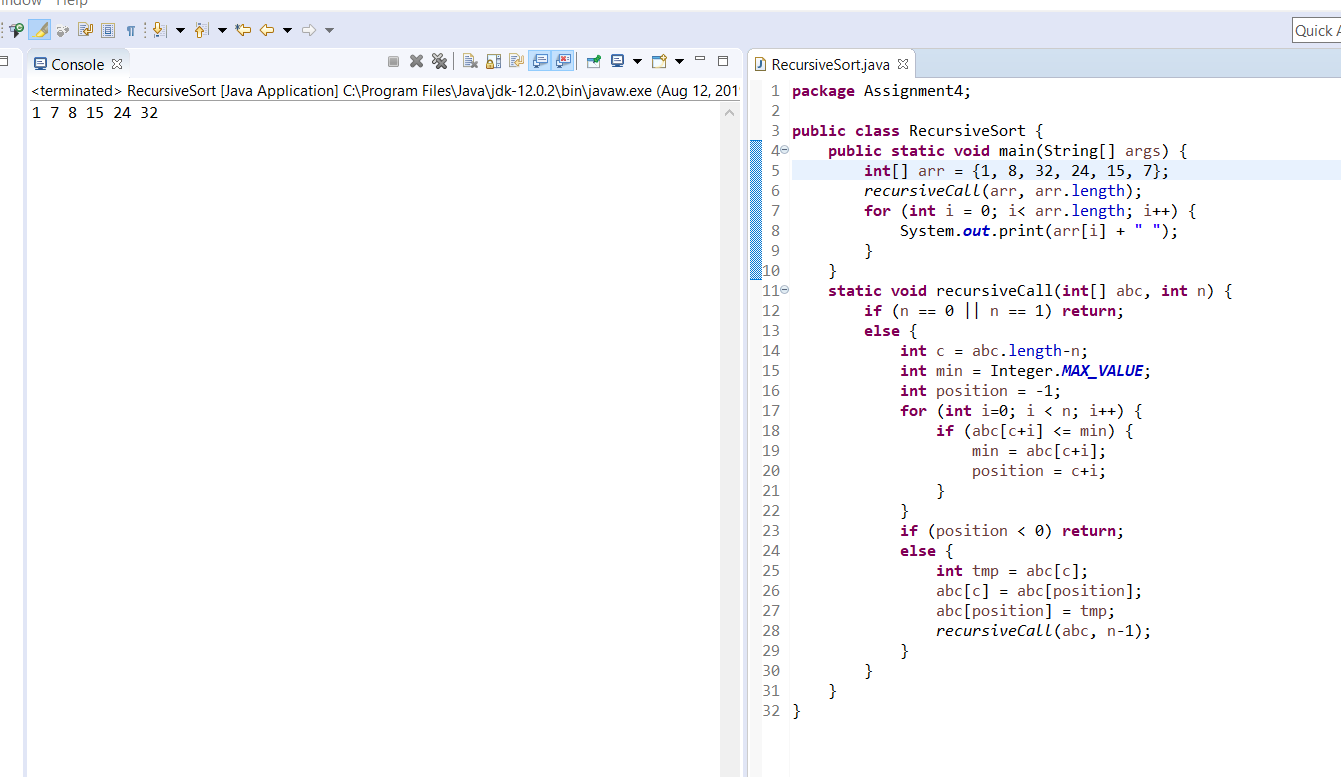 Help
Quick
Console
<terminated> RecursiveSort [Java Application] C:\Program Files\Java\jdk-12.0.2\bin\javaw.exe (Aug 12, 201
1 7 8 15 24 32
RecursiveSort.java
1 package Assignment4;
2
3 public class RecursiveSort {
4     public static void main(String[] args) {
5         int[] arr = {1, 8, 32, 24, 15, 7};
6         recursiveCall(arr, arr.length);
7         for (int i = 0; i< arr.length; i++) {
8             System.out.print(arr[i] + " ");
9         }
10     }
11     static void recursiveCall(int[] abc, int n) {
12         if (n == 0 || n == 1) return;
13         else {
14             int c = abc.length-n;
15             int min = Integer.MAX_VALUE;
16             int position = -1;
17             for (int i=0; i < n; i++) {
18                 if (abc[c+i] <= min) {
19                     min = abc[c+i];
20                     position = c+i;
21                 }
22             }
23             if (position < 0) return;
24             else {
25                 int tmp = abc[c];
26                 abc[c] = abc[position];
27                 abc[position] = tmp;
28                 recursiveCall(abc, n-1);
29             }
30         }
31     }
32 }